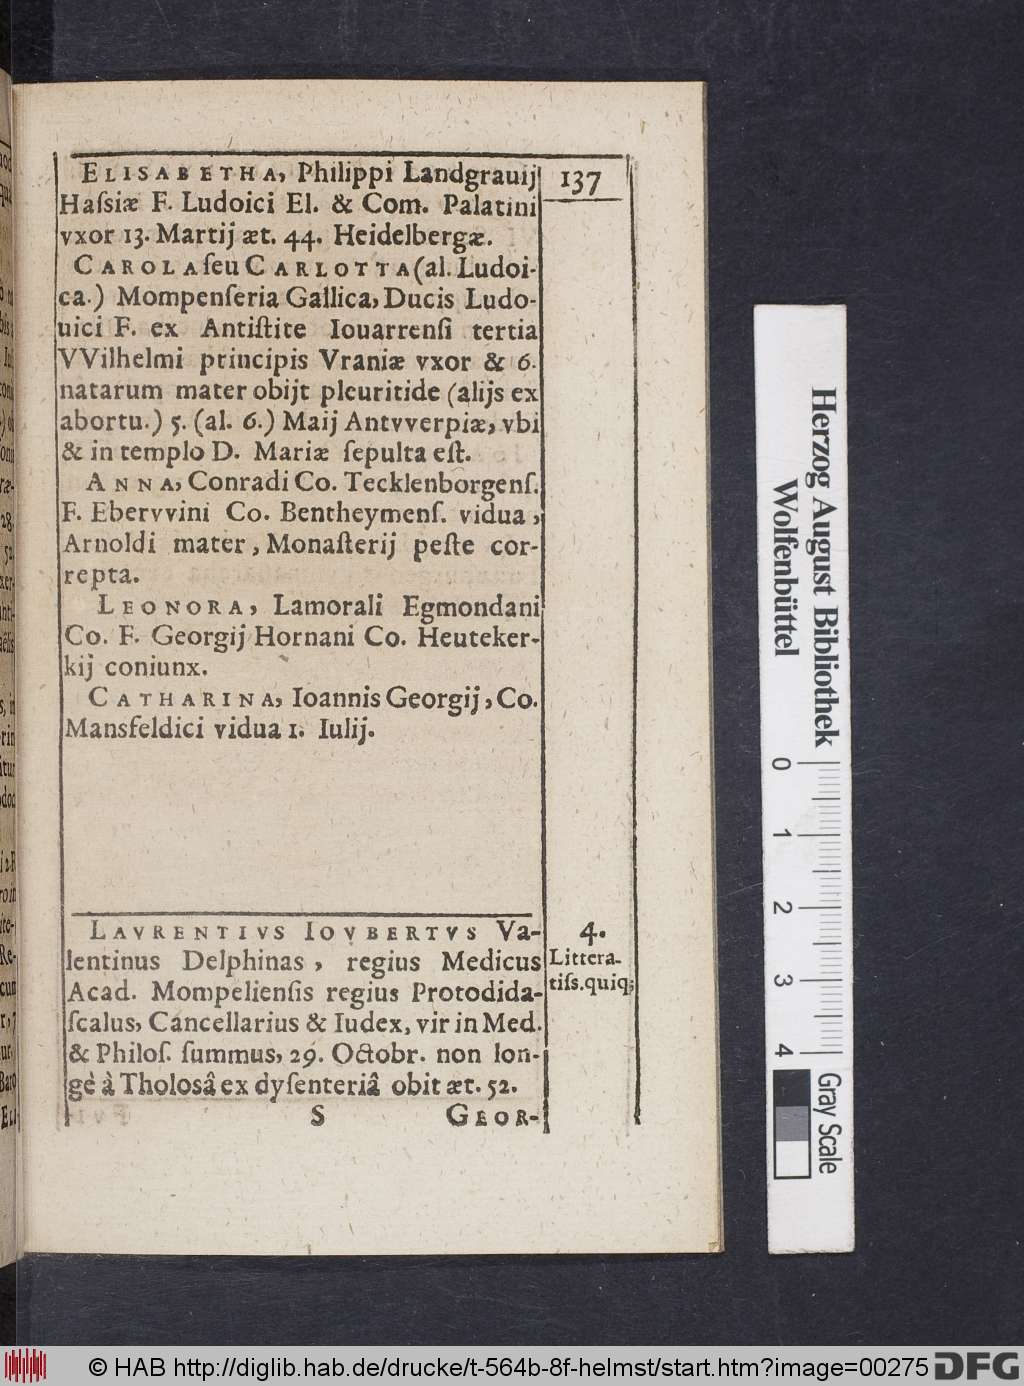 137
ELISABETHA, Philippi Landgrauij
Haſsiæ F. Ludoici El. & Com. Palatini
vxor 13. Martij æt. 44. Heidelbergæ.
CAROLA ſeu CARLOTTA (al. Ludoi-
ca.) Mompenſeria Gallica, Ducis Ludo-
uici F. ex Antiſtite Iouarrenſi tertia
VVilhelmi principis Vraniæ vxor & 6.
natarum mater obijt pleuritide (alijs ex
abortu.) 5. (al. 6.) Maij Antvverpiæ, vbi
& in templo D. Mariæ ſepulta eſt.
ANNA, Conradi Co. Tecklenborgenſ.
F. Ebervvini Co. Bentheymenſ. vidua,
Arnoldi mater, Monaſterij peſte cor-
repta.
LEONORA, Lamorali Egmondani
Co. F. Georgij Hornani Co. Heuteker-
kij coniunx.
CATHARINA, Ioannis Georgij, Co.
Mansfeldici vidua 1. Iulij.
LAVRENTIVS IOVBERTVS Va-
lentinus Delphinas, regius Medicus
Acad. Mompelienſis regius Protodida-
ſcalus, Cancellarius & Iudex, vir in Med.
& Philoſ. ſummus, 29. Octobr. non lon-
gè à Tholosâ ex dyſenteriâ obit æt. 52.
4.
Littera-
tiſs.quiq;
S GEOR-
Herzog August Bibliothek
Wolfenbüttel
0 1 2 3 4
Gray Scale
© HAB http://diglib.hab.de/drucke/t-564b-8f-helmst/start.htm?image=00275
DFG